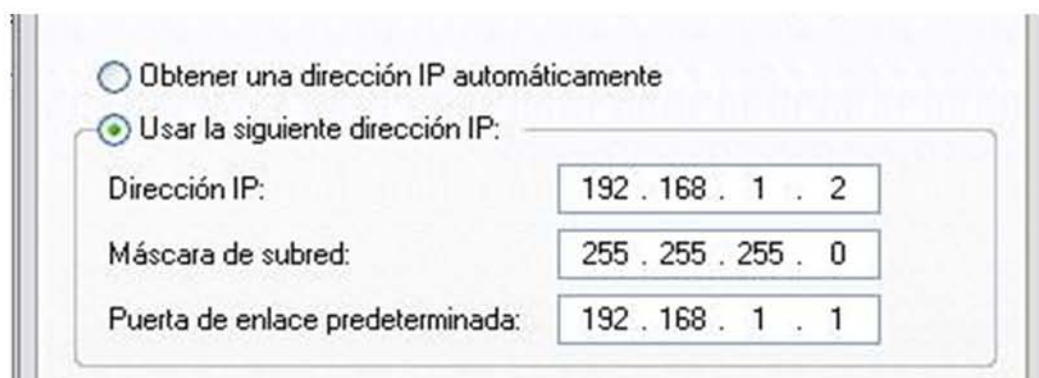 Obtener una dirección IP automáticamente
Usar la siguiente dirección IP:
Dirección IP: 192 . 168 . 1 . 2
Máscara de subred: 255 . 255 . 255 . 0
Puerta de enlace predeterminada: 192 . 168 . 1 . 1